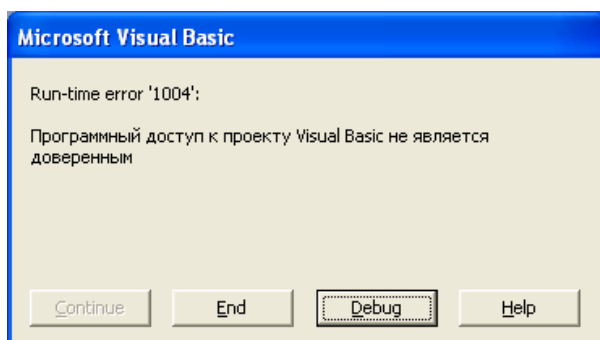 Microsoft Visual Basic
Run-time error '1004':
Программный доступ к проекту Visual Basic не является
доверенным
Continue
End
Debug
Help